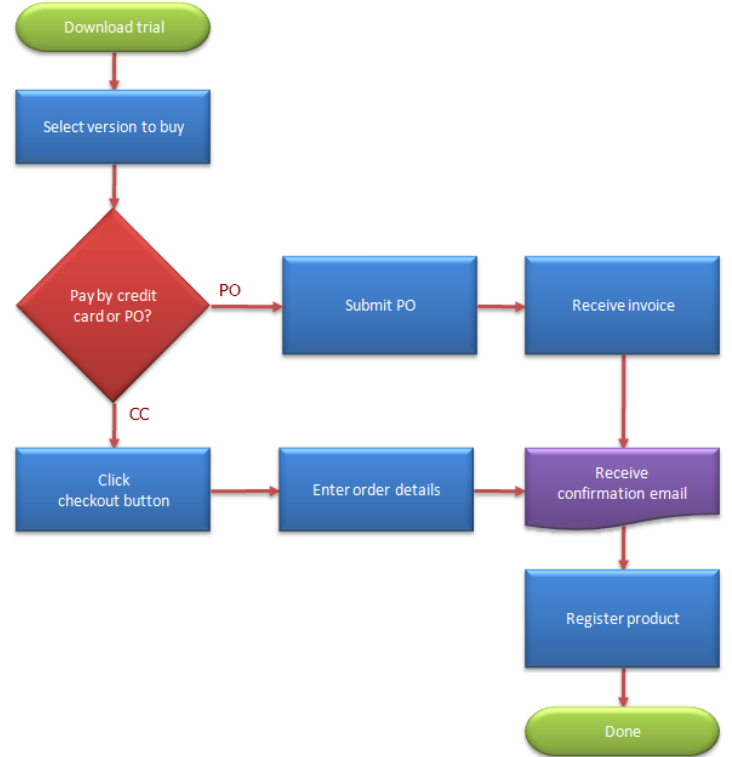 Download trial
Select version to buy
Pay by credit
card or PO?
PO
Submit PO
Receive invoice
CC
Click
checkout button
Enter order details
Receive
confirmation email
Register product
Done